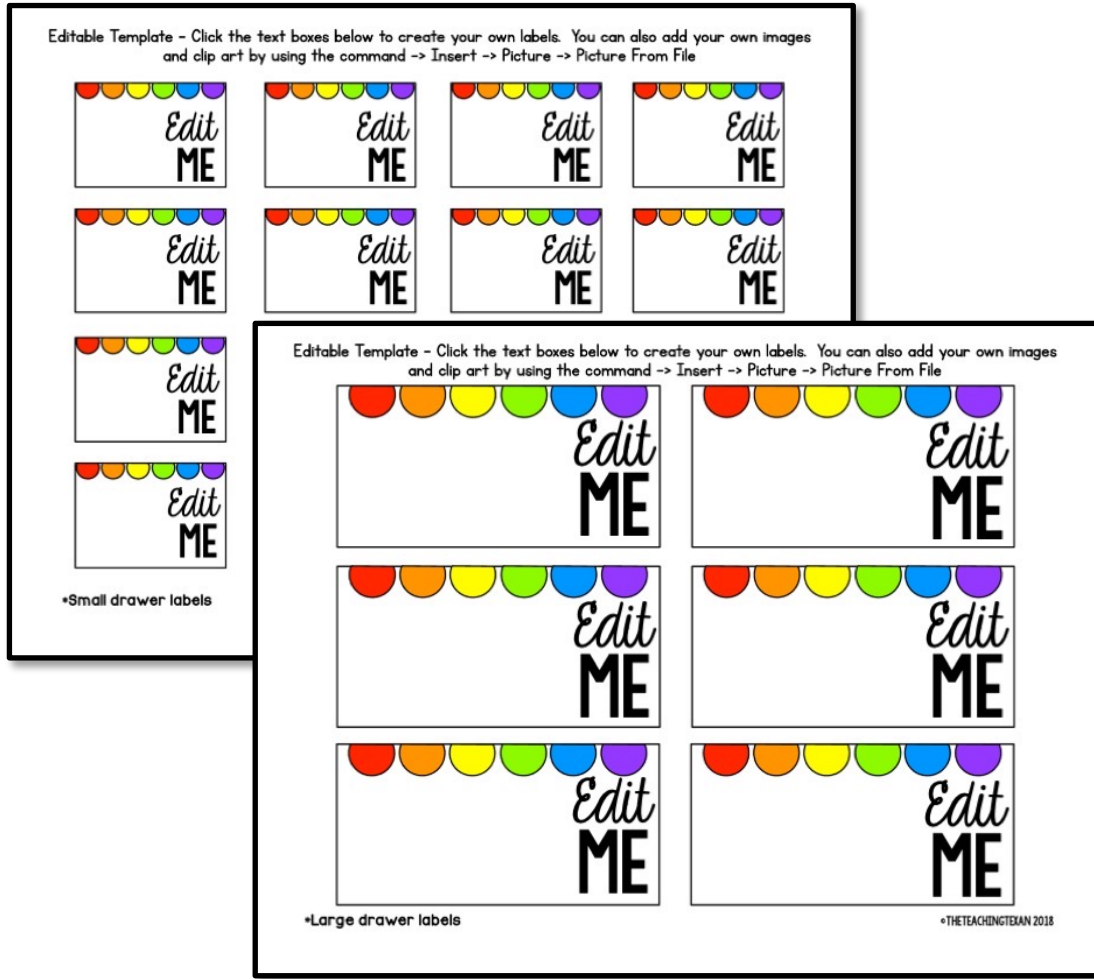 Editable Template - Click the text boxes below to create your own labels. You can also add your own images
and clip art by using the command -> Insert -> Picture -> Picture From File
Edit
ME
Edit
ME
Edit
ME
Edit
ME
Edit
ME
Edit
ME
Edit
ME
Edit
ME
Edit
ME
Edit
ME
*Small drawer labels
Editable Template - Click the text boxes below to create your own labels. You can also add your own images
and clip art by using the command -> Insert -> Picture -> Picture From File
Edit
ME
Edit
ME
Edit
ME
Edit
ME
Edit
ME
Edit
ME
*Large drawer labels
©THETEACHINGTEXAN 2018